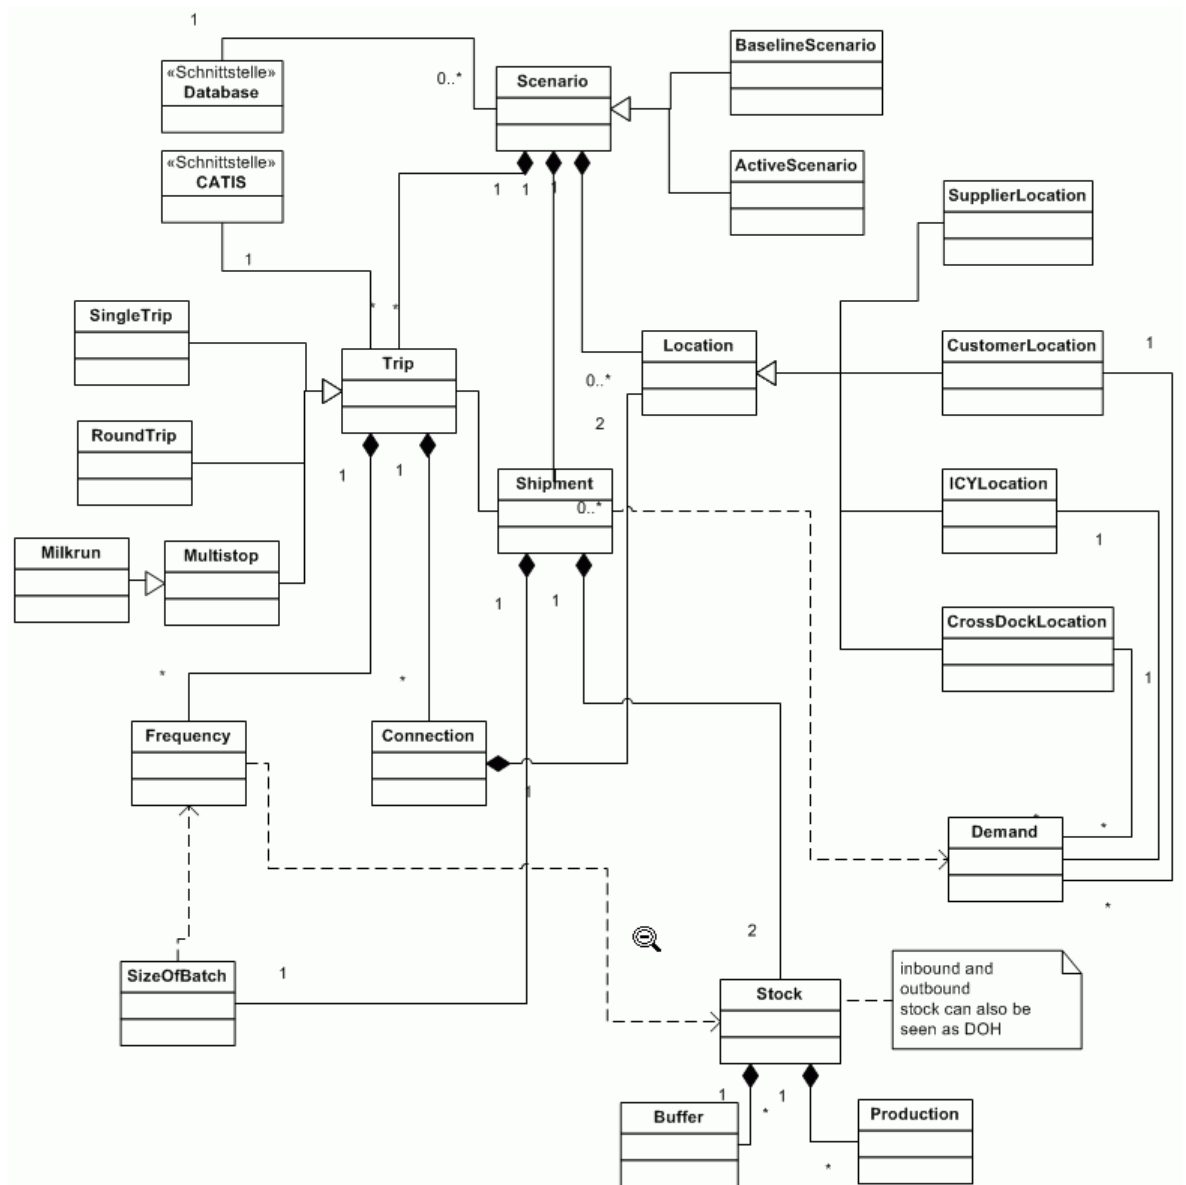 1
«Schnittstelle»
Database
0..*
Scenario
BaselineScenario
«Schnittstelle»
CATIS
1
1
1
ActiveScenario
SupplierLocation
1
*
*
SingleTrip
Trip
Location
CustomerLocation
1
0..*
2
RoundTrip
1
1
Shipment
0..*
ICYLocation
1
Milkrun
Multistop
1
1
CrossDockLocation
*
*
1
Frequency
Connection
1
*
*
Demand
*
2
SizeOfBatch
1
Stock
inbound and
outbound
stock can also be
seen as DOH
1
1
*
Buffer
Production
*